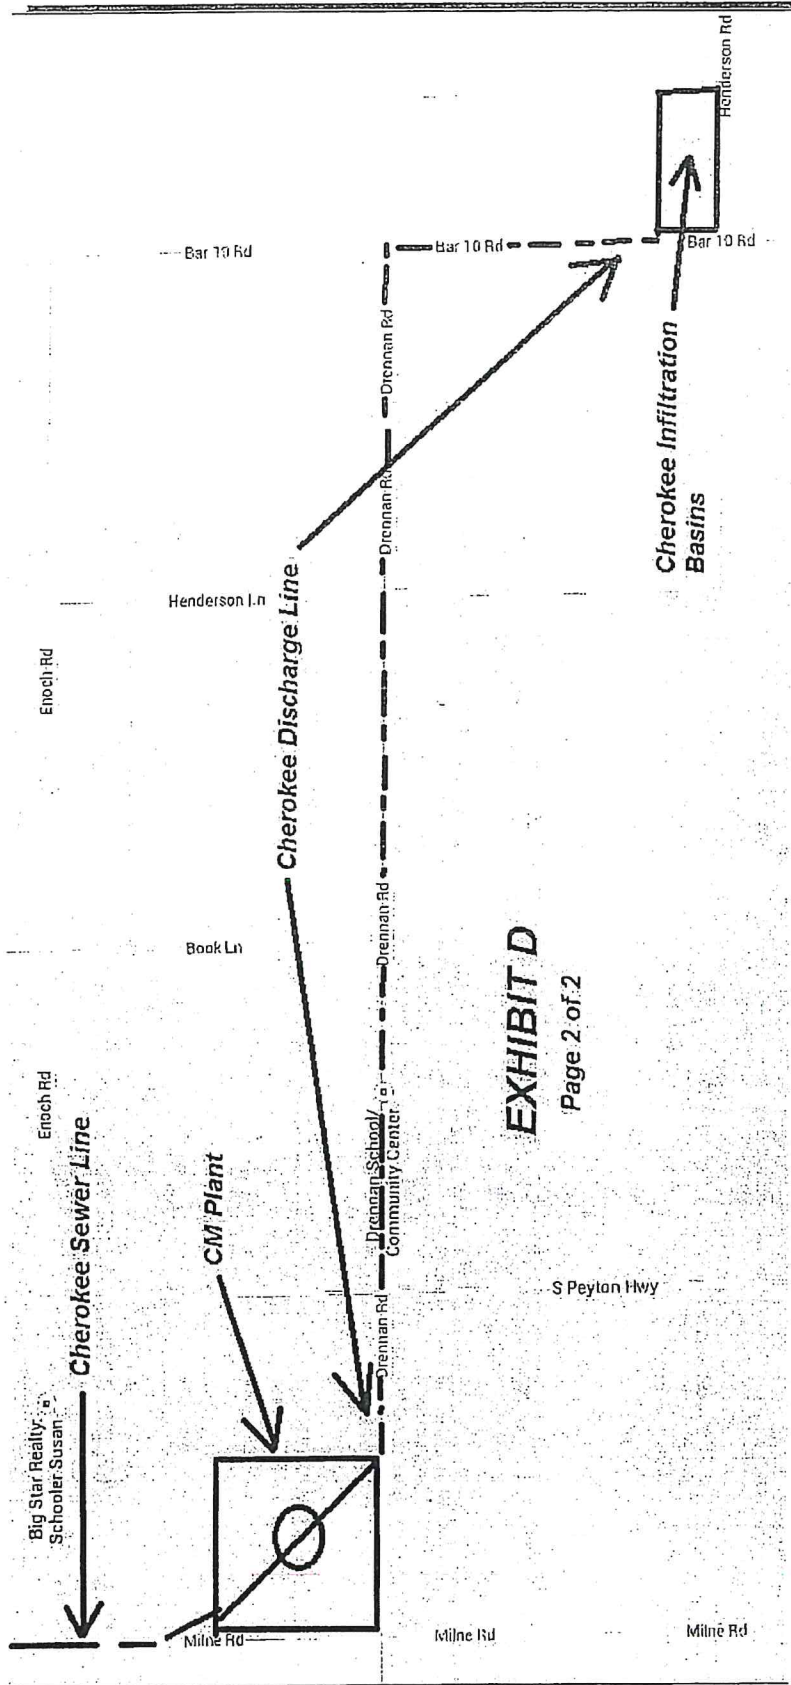 Henderson Rd
Bar 10 Rd
Bar 10 Rd
Bar 10 Rd
Drennan Rd
Cherokee Infiltration
Basins
Drennan Rd
Henderson Ln
Enoch Rd
Cherokee Discharge Line
Book Ln
Drennan Rd
EXHIBIT D
Page 2 of 2
Enoch Rd
Cherokee Sewer Line
CM Plant
Drennan School/
Community Center
S Peyton Hwy
Drennan Rd
Big Star Realty
Schooler Susan
Milne Rd
Milne Rd
Milne Rd